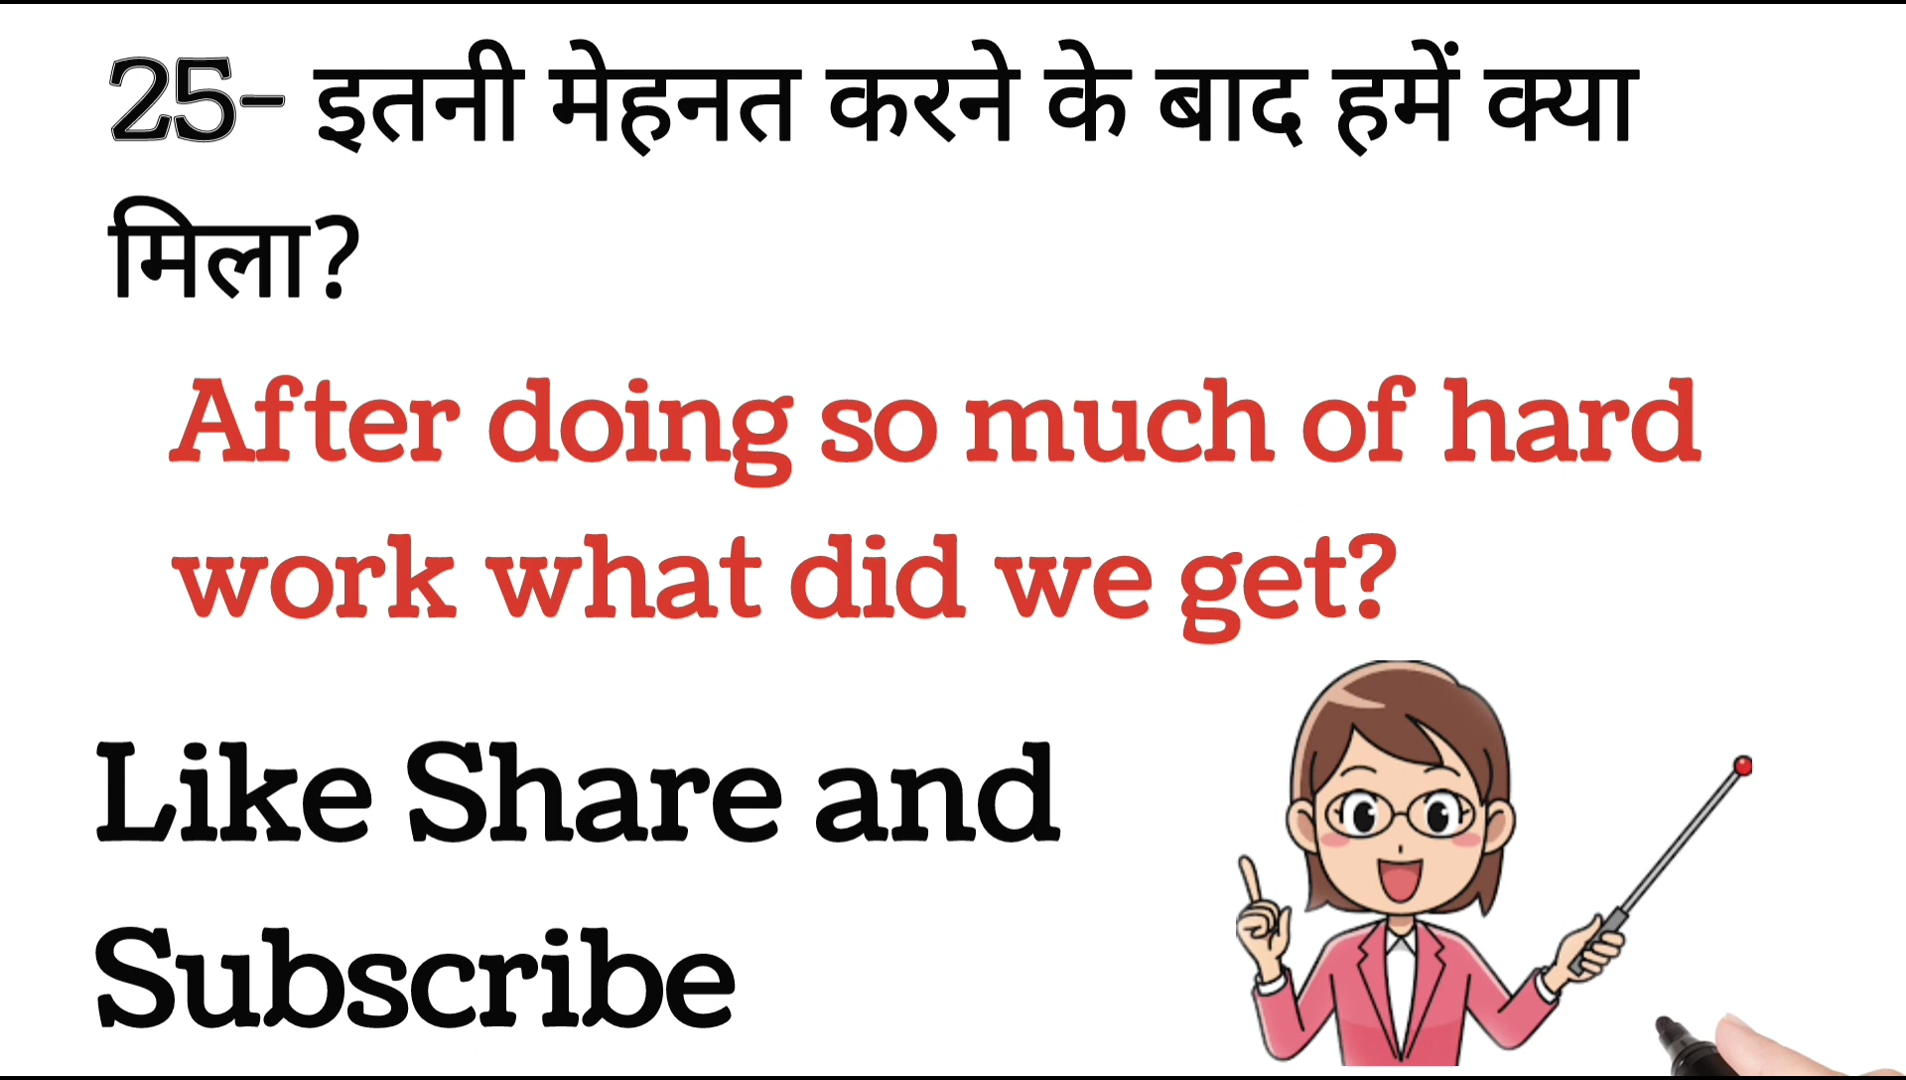 25- इतनी मेहनत करने के बाद हमें क्या
मिला?
After doing so much of hard
work what did we get?
Like Share and
Subscribe